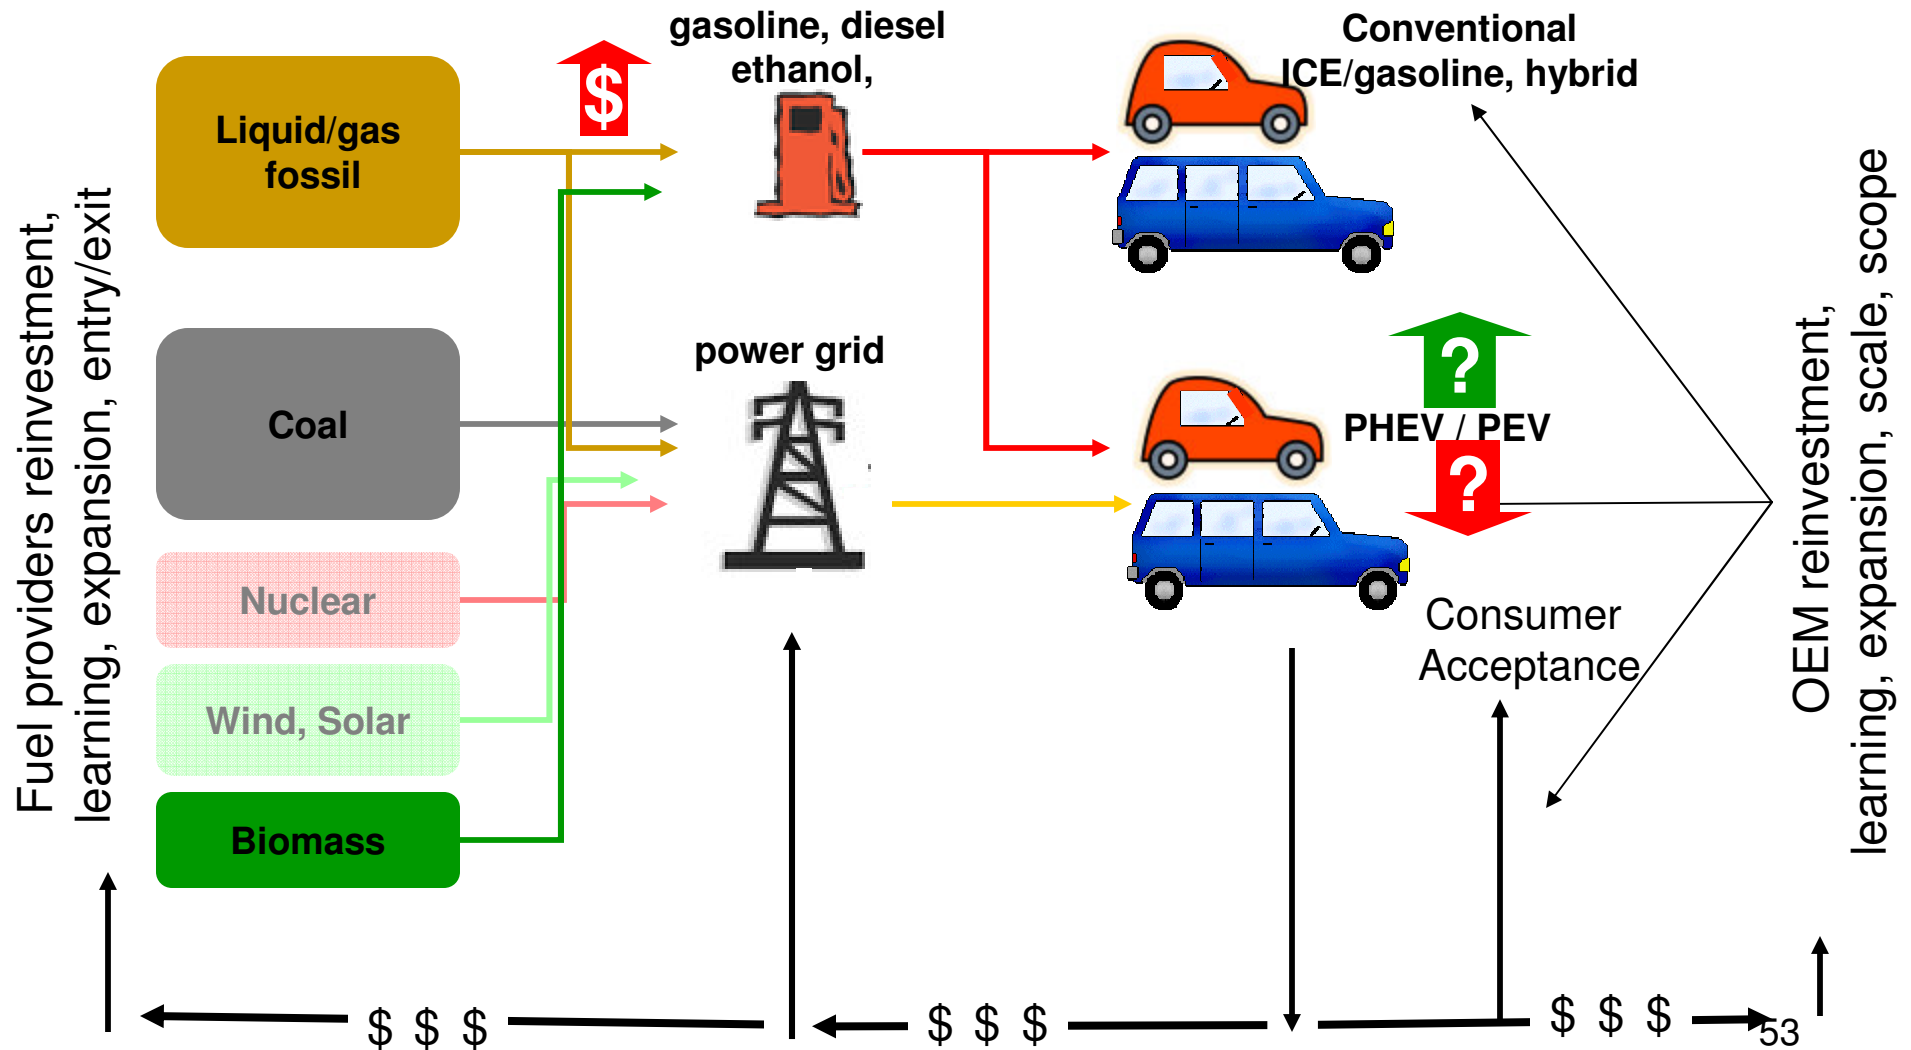 gasoline, diesel
ethanol,
Conventional
ICE/gasoline, hybrid
$
Liquid/gas
fossil
Fuel providers reinvestment,
learning, expansion, entry/exit
power grid
Coal
?
PHEV / PEV
?
OEM reinvestment,
learning, expansion, scale, scope
Nuclear
Consumer
Acceptance
Wind, Solar
Biomass
$ $ $
$ $ $
$ $ $
53